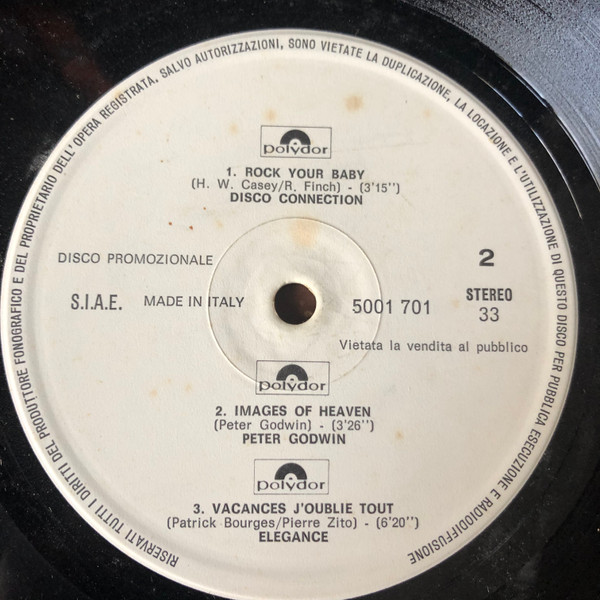 RISERVATI TUTTI I DIRITTI DEL PRODUTTORE FONOGRAFICO E DEL PROPRIETARIO DELL'OPERA REGISTRATA. SALVO AUTORIZZAZIONI, SONO VIETATE LA DUPLICAZIONE, LA LOCAZIONE E L'UTILIZZAZIONE DI QUESTO DISCO PER PUBBLICA ESECUZIONE E RADIODIFFUSIONE
polydor
1. ROCK YOUR BABY
(H. W. Casey/R. Finch) - (3'15'')
DISCO CONNECTION
DISCO PROMOZIONALE
2
S.I.A.E. MADE IN ITALY
5001 701
STEREO
33
Vietata la vendita al pubblico
polydor
2. IMAGES OF HEAVEN
(Peter Godwin) - (3'26'')
PETER GODWIN
polydor
3. VACANCES J'OUBLIE TOUT
(Patrick Bourges/Pierre Zito) - (6'20'')
ELEGANCE